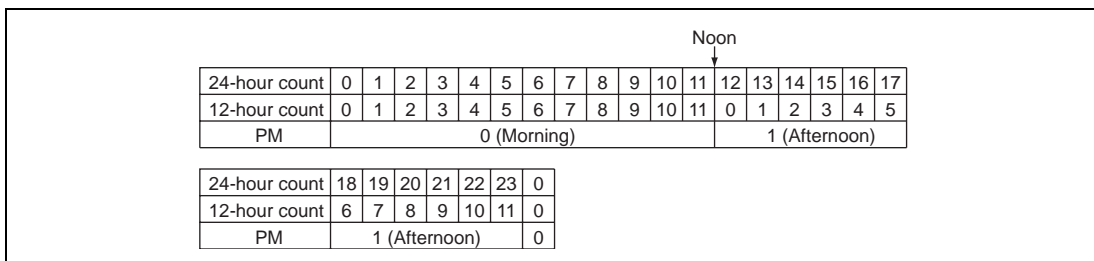 Noon
24-hour count 0 1 2 3 4 5 6 7 8 9 10 11 12 13 14 15 16 17
12-hour count 0 1 2 3 4 5 6 7 8 9 10 11 0 1 2 3 4 5
PM 0 (Morning) 1 (Afternoon)
24-hour count 18 19 20 21 22 23 0
12-hour count 6 7 8 9 10 11 0
PM 1 (Afternoon) 0